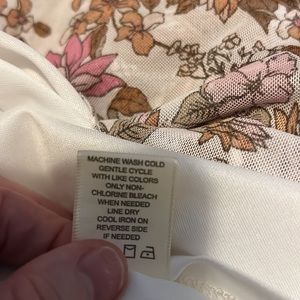 MACHINE WASH COLD
GENTLE CYCLE
WITH LIKE COLORS
ONLY NON-
CHLORINE BLEACH
WHEN NEEDED
LINE DRY
COOL IRON ON
REVERSE SIDE
IF NEEDED